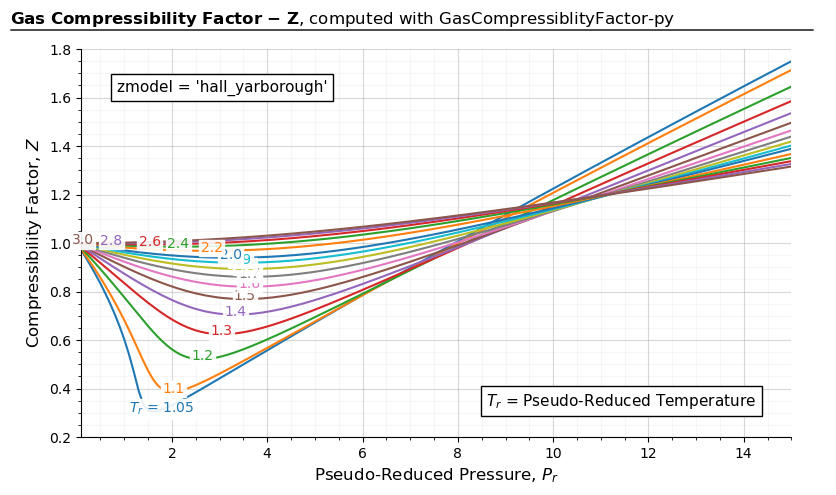 Gas Compressibility Factor − Z, computed with GasCompressiblityFactor-py
zmodel = 'hall_yarborough'
Compressibility Factor, Z
1.8
1.6
1.4
1.2
1.0
0.8
0.6
0.4
0.2
3.0 2.8 2.6 2.4 2.2 2.0
1.5
1.4
1.3
1.2
1.1
Tr = 1.05
Tr = Pseudo-Reduced Temperature
2 4 6 8 10 12 14
Pseudo-Reduced Pressure, Pr